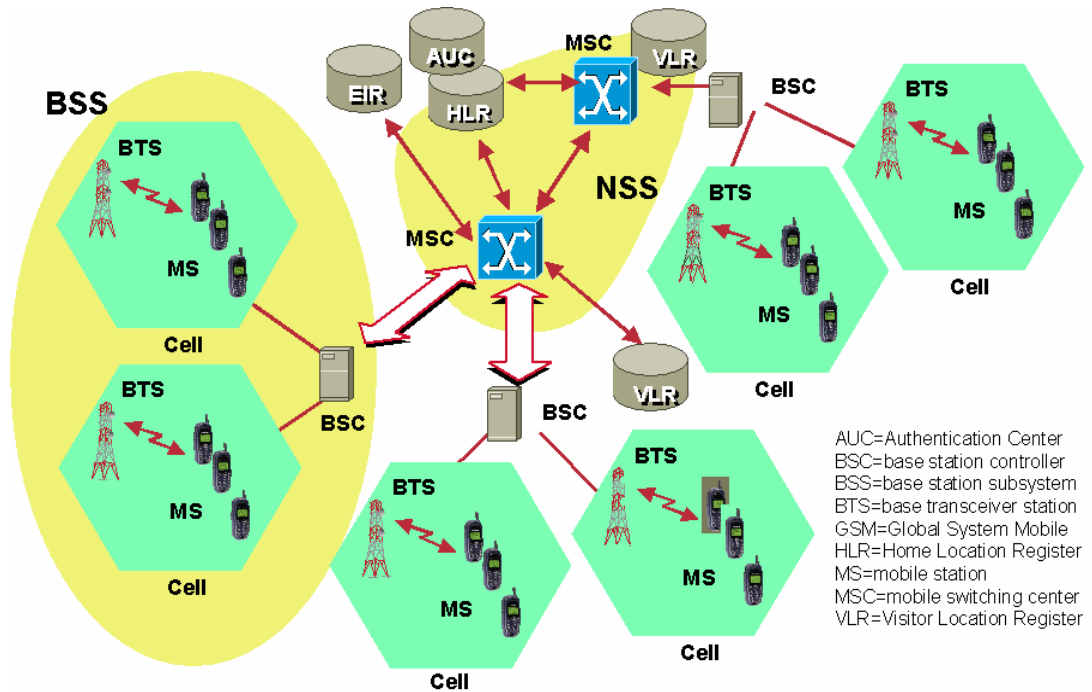 AUC
MSC
VLR
EIR
HLR
BSC
BSS
BTS
MS
Cell
NSS
MSC
BTS
MS
Cell
BTS
MS
Cell
BTS
MS
Cell
BSC
VLR
BSC
BTS
MS
Cell
BTS
MS
Cell
AUC=Authentication Center
BSC=base station controller
BSS=base station subsystem
BTS=base transceiver station
GSM=Global System Mobile
HLR=Home Location Register
MS=mobile station
MSC=mobile switching center
VLR=Visitor Location Register